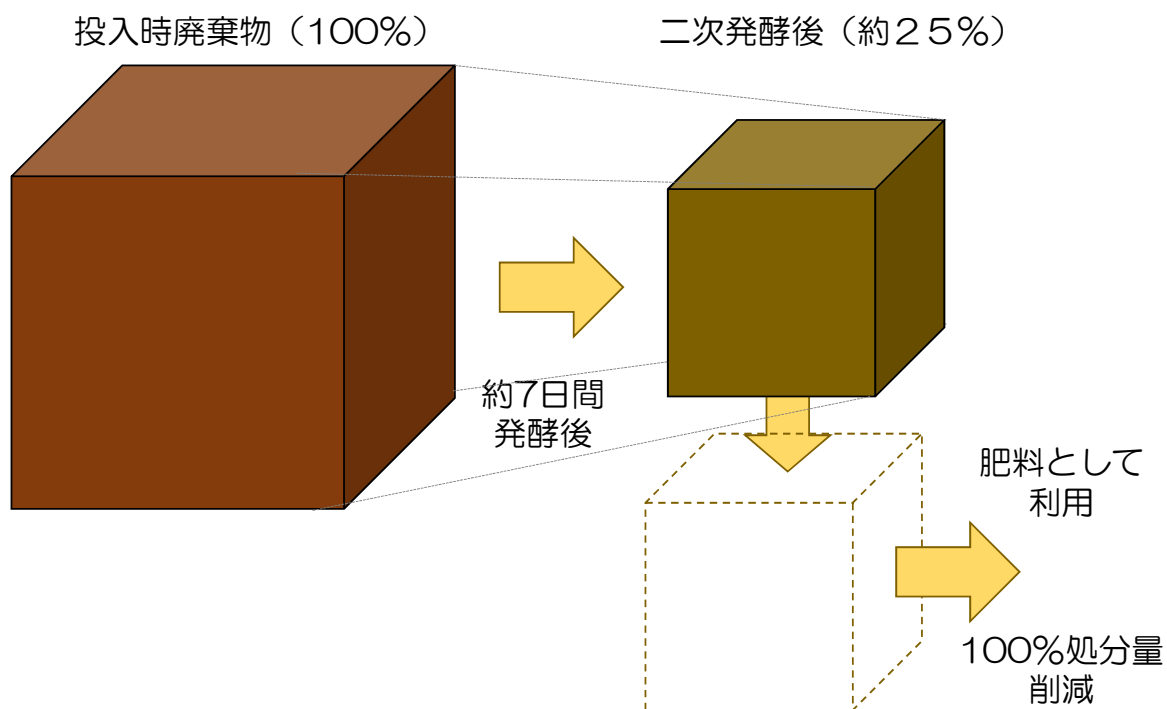 投入時廃棄物（100%）
二次発酵後（約２５%）
約7日間
発酵後
肥料として
利用
100%処分量
削減